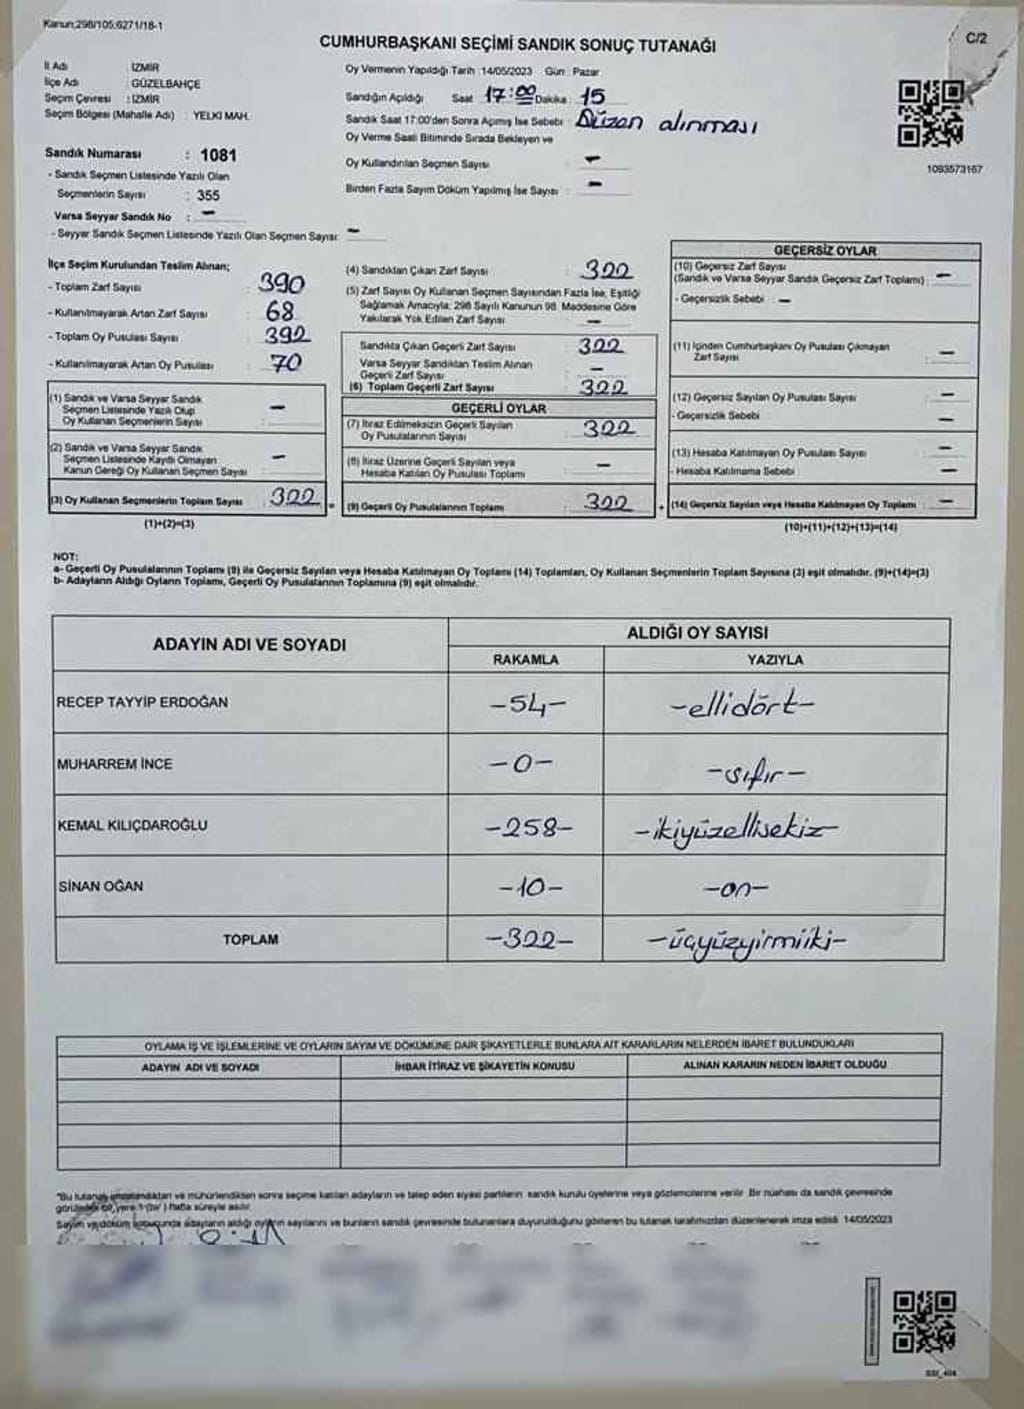 Kanun:298/105;6271/18-1
C/2
CUMHURBAŞKANI SEÇİMİ SANDIK SONUÇ TUTANAĞI
İl Adı : İZMİR
İlçe Adı : GÜZELBAHÇE
Seçim Çevresi : İZMİR
Seçim Bölgesi (Mahalle Adı) : YELKİ MAH.
Sandık Numarası : 1081
- Sandık Seçmen Listesinde Yazılı Olan
Seçmenlerin Sayısı : 355
Varsa Seyyar Sandık No : -
- Seyyar Sandık Seçmen Listesinde Yazılı Olan Seçmen Sayısı: -
Oy Vermenin Yapıldığı Tarih : 14/05/2023 Gün : Pazar
Sandığın Açıldığı Saat 17:00 Dakika : 15
Sandık Saat 17:00'den Sonra Açımış İse Sebebi : Düzen alınması
Oy Verme Saati Bitiminde Sırada Bekleyen ve
Oy Kullandırılan Seçmen Sayısı : -
Birden Fazla Sayım Döküm Yapılmış İse Sayısı : -
1093573167
İlçe Seçim Kurulundan Teslim Alınan;
- Toplam Zarf Sayısı : 390
- Kullanılmayarak Artan Zarf Sayısı : 68
- Toplam Oy Pusulası Sayısı : 392
- Kullanılmayarak Artan Oy Pusulası : 70
(1) Sandık ve Varsa Seyyar Sandık
Seçmen Listesinde Yazılı Olup
Oy Kullanan Seçmenlerin Sayısı : -
(2) Sandık ve Varsa Seyyar Sandık
Seçmen Listesinde Kayıtlı Olmayan
Kanun Gereği Oy Kullanan Seçmen Sayısı : -
(3) Oy Kullanan Seçmenlerin Toplam Sayısı : 322
(1)+(2)=(3)
(4) Sandıktan Çıkan Zarf Sayısı : 322
(5) Zarf Sayısı Oy Kullanan Seçmen Sayısından Fazla İse, Eşitliği
Sağlamak Amacıyla; 298 Sayılı Kanunun 98. Maddesine Göre
Yakılarak Yok Edilen Zarf Sayısı : -
Sandıkta Çıkan Geçerli Zarf Sayısı : 322
Varsa Seyyar Sandıktan Teslim Alınan
Geçerli Zarf Sayısı : -
(6) Toplam Geçerli Zarf Sayısı : 322
GEÇERLİ OYLAR
(7) İtiraz Edilmeksizin Geçerli Sayılan
Oy Pusulalarının Sayısı : 322
(8) İtiraz Üzerine Geçerli Sayılan veya
Hesaba Katılan Oy Pusulası Toplamı : -
= (9) Geçerli Oy Pusulalarının Toplamı : 322
GEÇERSİZ OYLAR
(10) Geçersiz Zarf Sayısı
(Sandık ve Varsa Seyyar Sandık Geçersiz Zarf Toplamı) : -
- Geçersizlik Sebebi : -
(11) İçinden Cumhurbaşkanı Oy Pusulası Çıkmayan
Zarf Sayısı : -
(12) Geçersiz Sayılan Oy Pusulası Sayısı : -
- Geçersizlik Sebebi : -
(13) Hesaba Katılmayan Oy Pusulası Sayısı : -
- Hesaba Katılmama Sebebi : -
+ (14) Geçersiz Sayılan veya Hesaba Katılmayan Oy Toplamı : -
(10)+(11)+(12)+(13)=(14)
NOT:
a- Geçerli Oy Pusulalarının Toplamı (9) ile Geçersiz Sayılan veya Hesaba Katılmayan Oy Toplamı (14) Toplamları, Oy Kullanan Seçmenlerin Toplam Sayısına (3) eşit olmalıdır. (9)+(14)=(3)
b- Adayların Aldığı Oyların Toplamı, Geçerli Oy Pusulalarının Toplamına (9) eşit olmalıdır.
ADAYIN ADI VE SOYADI
ALDIĞI OY SAYISI
RAKAMLA YAZIYLA
RECEP TAYYİP ERDOĞAN -54- -ellidört-
MUHARREM İNCE -0- -sıfır-
KEMAL KILIÇDAROĞLU -258- -ikiyüzellisekiz-
SİNAN OĞAN -10- -on-
TOPLAM -322- -üçyüzyirmiiki-
OYLAMA İŞ VE İŞLEMLERİNE VE OYLARIN SAYIM VE DÖKÜMÜNE DAİR ŞİKAYETLERLE BUNLARA AİT KARARLARIN NELERDEN İBARET BULUNDUKLARI
ADAYIN ADI VE SOYADI İHBAR İTİRAZ VE ŞİKAYETİN KONUSU ALINAN KARARIN NEDEN İBARET OLDUĞU
*Bu tutanak imzalandıktan ve mühürlendikten sonra seçime katılan adayların ve talep eden siyasi partilerin sandık kurulu üyelerine veya gözlemcilerine verilir. Bir nüshası da sandık çevresinde
görülebilir yere 1 (bir) hafta süreyle asılır.
Sayım ve döküm sonucunda adayların aldığı oyların sayılarını ve bunların sandık çevresinde bulunanlara duyurulduğunu gösteren bu tutanak tarafımızdan düzenlenerek imza edildi. 14/05/2023